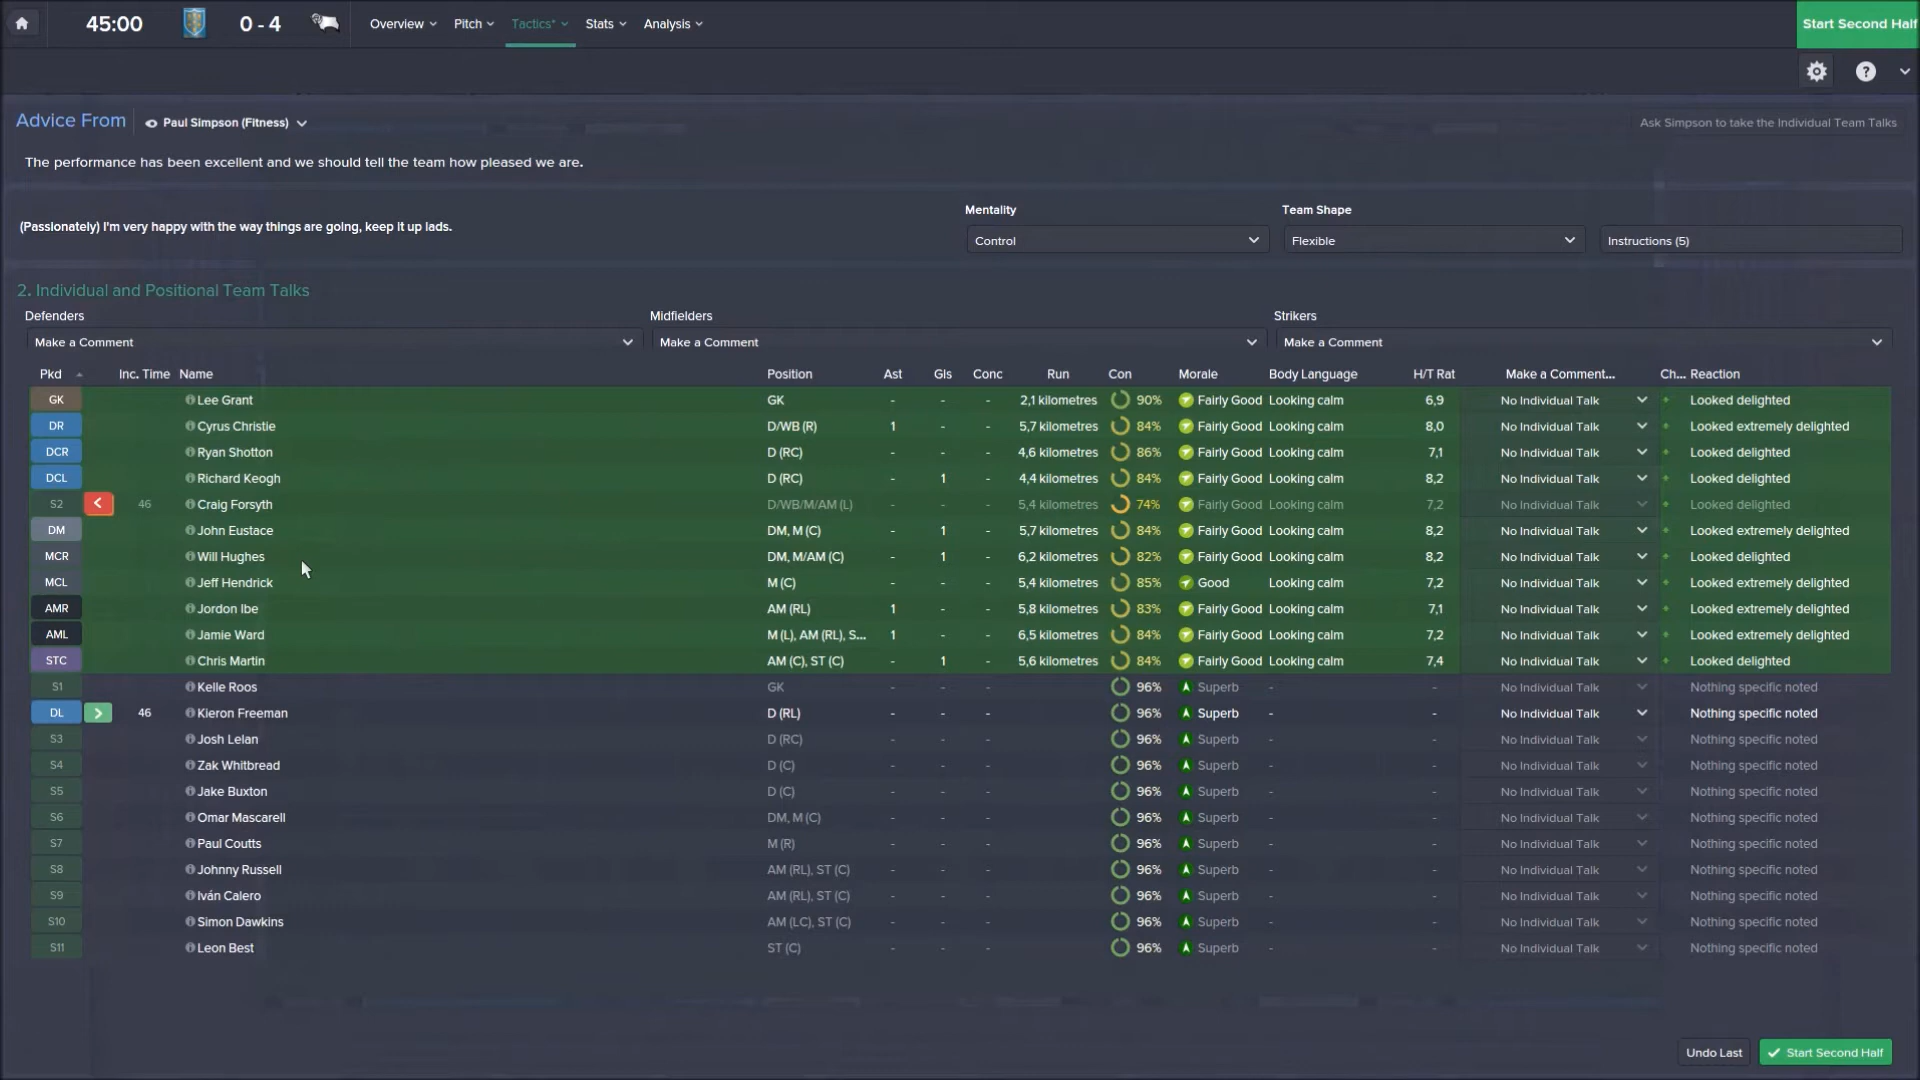 45:00 0 - 4 Overview Pitch Tactics* Stats Analysis Start Second Half
Advice From Paul Simpson (Fitness) Ask Simpson to take the Individual Team Talks
The performance has been excellent and we should tell the team how pleased we are.
Mentality Team Shape
(Passionately) I'm very happy with the way things are going, keep it up lads.
Control Flexible Instructions (5)
2. Individual and Positional Team Talks
Defenders Midfielders Strikers
Make a Comment Make a Comment Make a Comment
Pkd Inc. Time Name Position Ast Gls Conc Run Con Morale Body Language H/T Rat Make a Comment... Ch... Reaction
GK Lee Grant GK - - - 2,1 kilometres 90% Fairly Good Looking calm 6,9 No Individual Talk Looked delighted
DR Cyrus Christie D/WB (R) 1 - - 5,7 kilometres 84% Fairly Good Looking calm 8,0 No Individual Talk Looked extremely delighted
DCR Ryan Shotton D (RC) - - - 4,6 kilometres 86% Fairly Good Looking calm 7,1 No Individual Talk Looked delighted
DCL Richard Keogh D (RC) - 1 - 4,4 kilometres 84% Fairly Good Looking calm 8,2 No Individual Talk Looked delighted
S2 46 Craig Forsyth D/WB/M/AM (L) - - - 5,4 kilometres 74% Fairly Good Looking calm 7,2 No Individual Talk Looked delighted
DM John Eustace DM, M (C) - 1 - 5,7 kilometres 84% Fairly Good Looking calm 8,2 No Individual Talk Looked extremely delighted
MCR Will Hughes DM, M/AM (C) - 1 - 6,2 kilometres 82% Fairly Good Looking calm 8,2 No Individual Talk Looked delighted
MCL Jeff Hendrick M (C) - - - 5,4 kilometres 85% Good Looking calm 7,2 No Individual Talk Looked extremely delighted
AMR Jordon Ibe AM (RL) 1 - - 5,8 kilometres 83% Fairly Good Looking calm 7,1 No Individual Talk Looked extremely delighted
AML Jamie Ward M (L), AM (RL), S... 1 - - 6,5 kilometres 84% Fairly Good Looking calm 7,2 No Individual Talk Looked extremely delighted
STC Chris Martin AM (C), ST (C) - 1 - 5,6 kilometres 84% Fairly Good Looking calm 7,4 No Individual Talk Looked delighted
S1 Kelle Roos GK - - - 96% Superb - - No Individual Talk Nothing specific noted
DL 46 Kieron Freeman D (RL) - - - 96% Superb - - No Individual Talk Nothing specific noted
S3 Josh Lelan D (RC) - - - 96% Superb - - No Individual Talk Nothing specific noted
S4 Zak Whitbread D (C) - - - 96% Superb - - No Individual Talk Nothing specific noted
S5 Jake Buxton D (C) - - - 96% Superb - - No Individual Talk Nothing specific noted
S6 Omar Mascarell DM, M (C) - - - 96% Superb - - No Individual Talk Nothing specific noted
S7 Paul Coutts M (R) - - - 96% Superb - - No Individual Talk Nothing specific noted
S8 Johnny Russell AM (RL), ST (C) - - - 96% Superb - - No Individual Talk Nothing specific noted
S9 Iván Calero AM (RL), ST (C) - - - 96% Superb - - No Individual Talk Nothing specific noted
S10 Simon Dawkins AM (LC), ST (C) - - - 96% Superb - - No Individual Talk Nothing specific noted
S11 Leon Best ST (C) - - - 96% Superb - - No Individual Talk Nothing specific noted
Undo Last Start Second Half